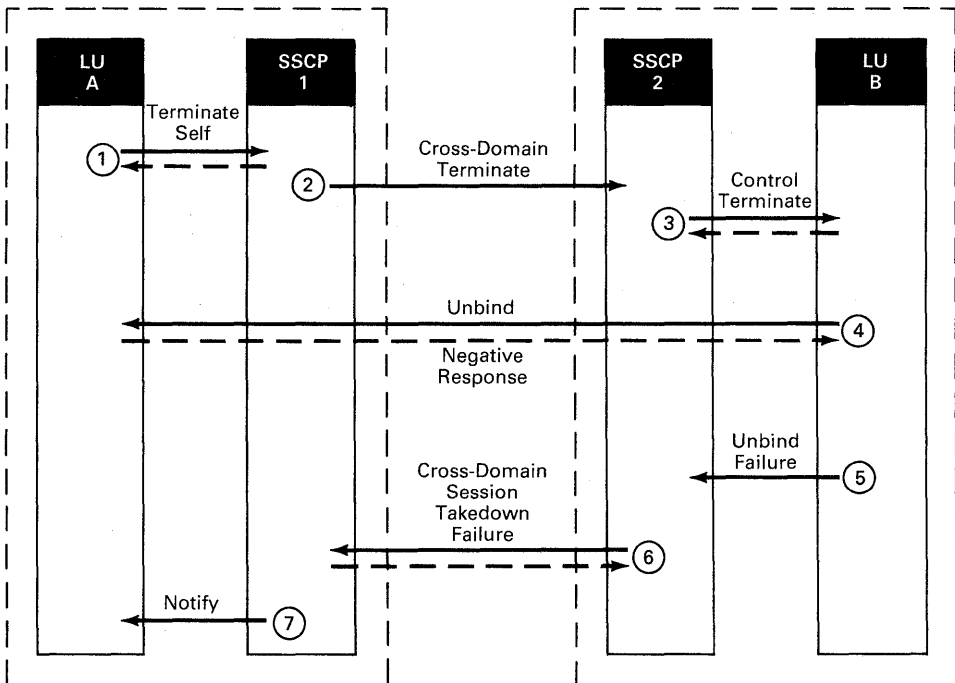 LU
A
SSCP
1
SSCP
2
LU
B
Terminate
Self
1
2
Cross-Domain
Terminate
Control
Terminate
3
Unbind
4
Negative
Response
Unbind
Failure
5
Cross-Domain
Session
Takedown
Failure
6
Notify
7